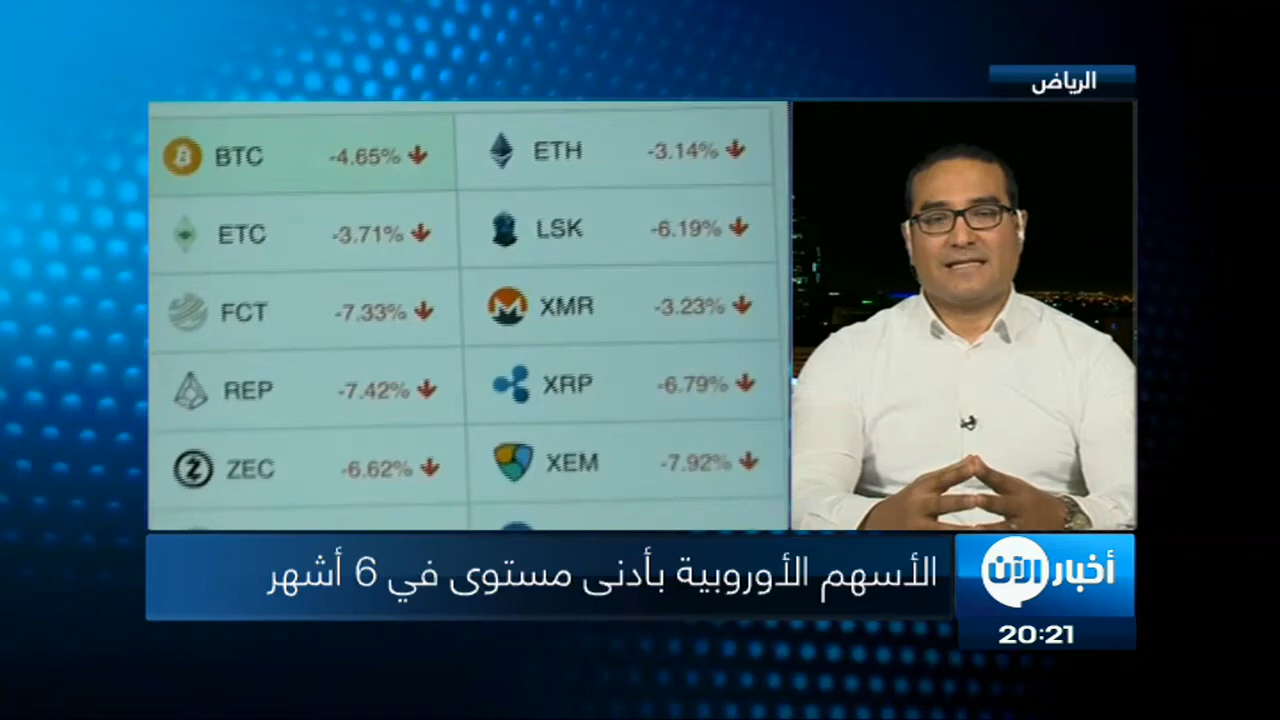 الرياض
BTC -4.65% ETH -3.14%
ETC -3.71% LSK -6.19%
FCT -7.33% XMR -3.23%
REP -7.42% XRP -6.79%
ZEC -6.62% XEM -7.92%
الأسهم الأوروبية بأدنى مستوى في 6 أشهر
أخبار الآن
20:21